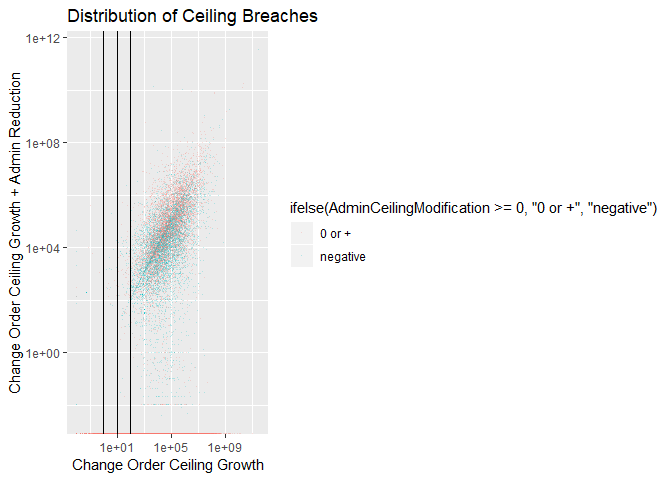 Distribution of Ceiling Breaches
Change Order Ceiling Growth + Admin Reduction
1e+12
1e+08
1e+04
1e+00
1e+01
1e+05
1e+09
Change Order Ceiling Growth
ifelse(AdminCeilingModification >= 0, "0 or +", "negative")
0 or +
negative